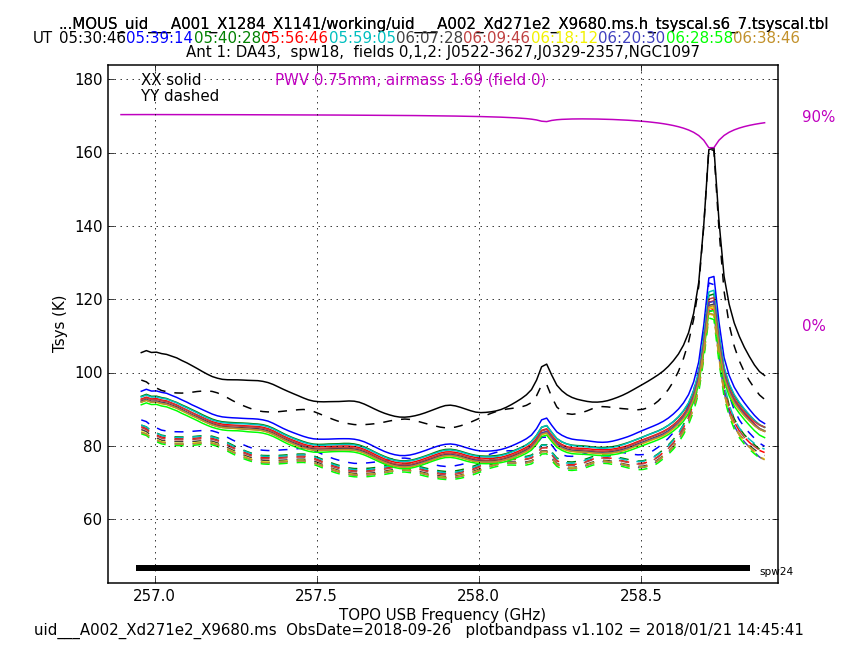 ...MOUS_uid___A001_X1284_X1141/working/uid___A002_Xd271e2_X9680.ms.h_tsyscal.s6_7.tsyscal.tbl
UT 05:30:46 05:39:14 05:40:28 05:56:46 05:59:05 06:07:28 06:09:46 06:18:12 06:20:30 06:28:58 06:38:46
Ant 1: DA43, spw18, fields 0,1,2: J0522-3627,J0329-2357,NGC1097
XX solid
YY dashed
PWV 0.75mm, airmass 1.69 (field 0)
90%
0%
Tsys (K)
180
160
140
120
100
80
60
spw24
257.0 257.5 258.0 258.5
TOPO USB Frequency (GHz)
uid___A002_Xd271e2_X9680.ms ObsDate=2018-09-26 plotbandpass v1.102 = 2018/01/21 14:45:41